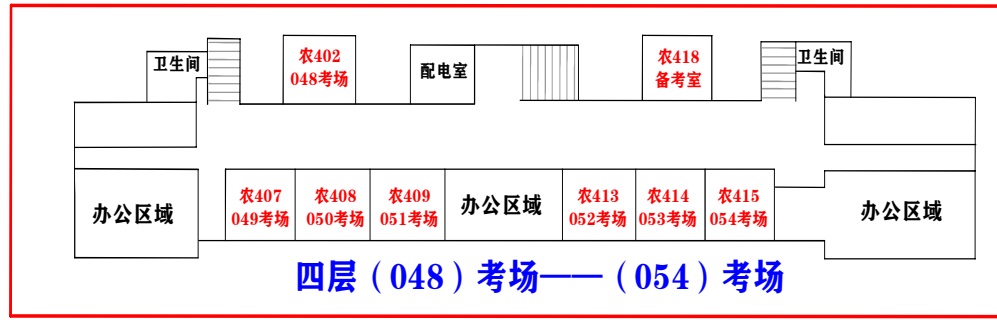 卫生间
农402
048考场
配电室
农418
备考室
卫生间
办公区域
农407
049考场
农408
050考场
农409
051考场
办公区域
农413
052考场
农414
053考场
农415
054考场
办公区域
四层（048）考场——（054）考场